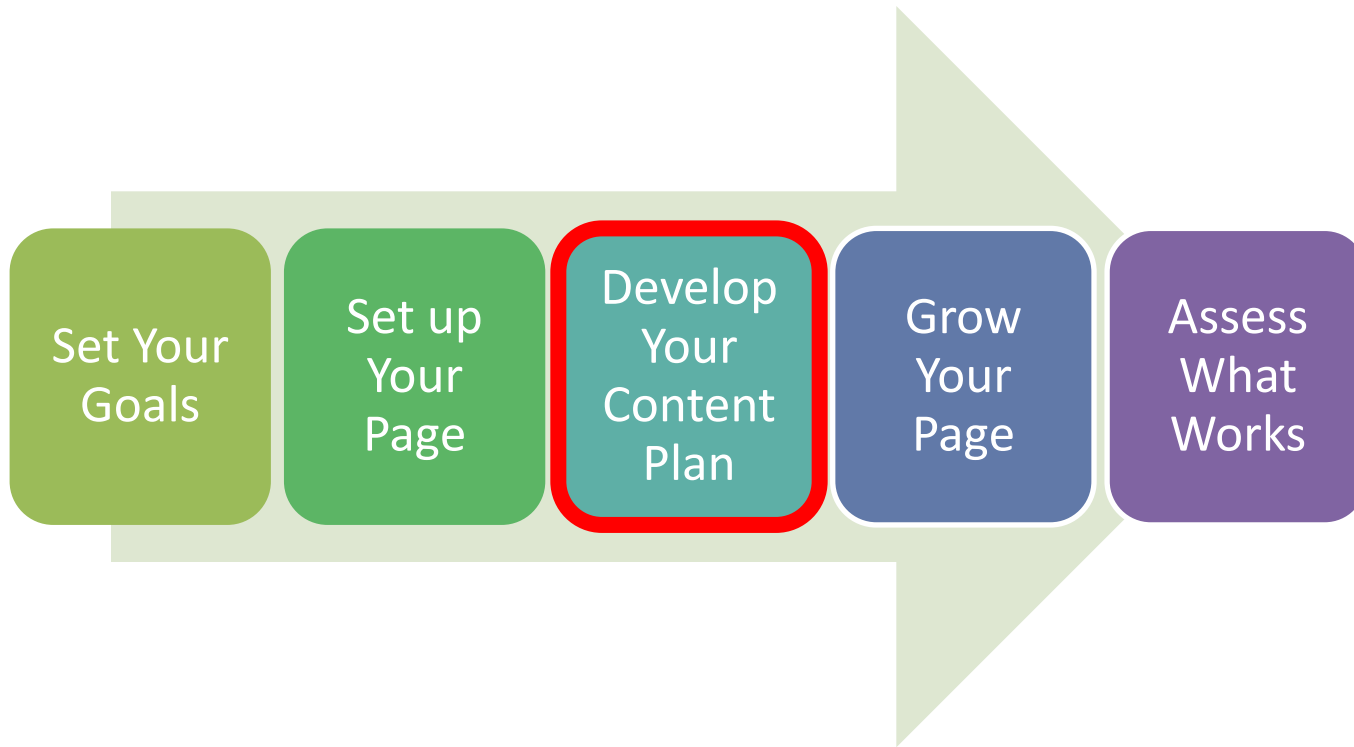 Set Your
Goals
Set up
Your
Page
Develop
Your
Content
Plan
Grow
Your
Page
Assess
What
Works